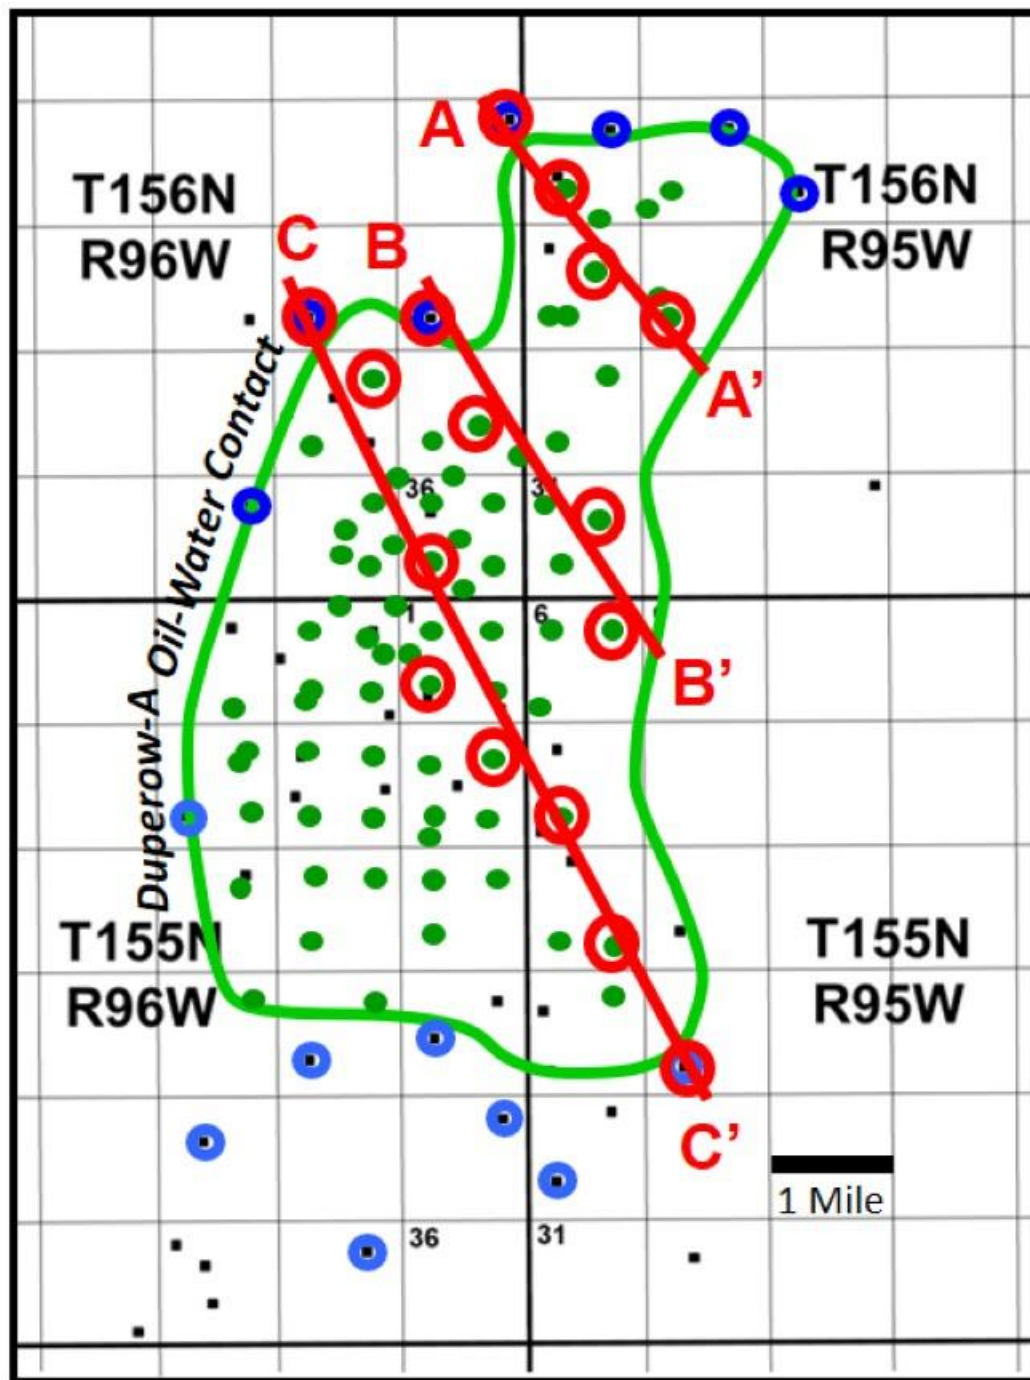 A
T156N
R96W
T156N
R95W
C
B
A’
Duperow-A Oil-Water Contact
36
31
1
6
B’
T155N
R96W
T155N
R95W
C’
1 Mile
36
31